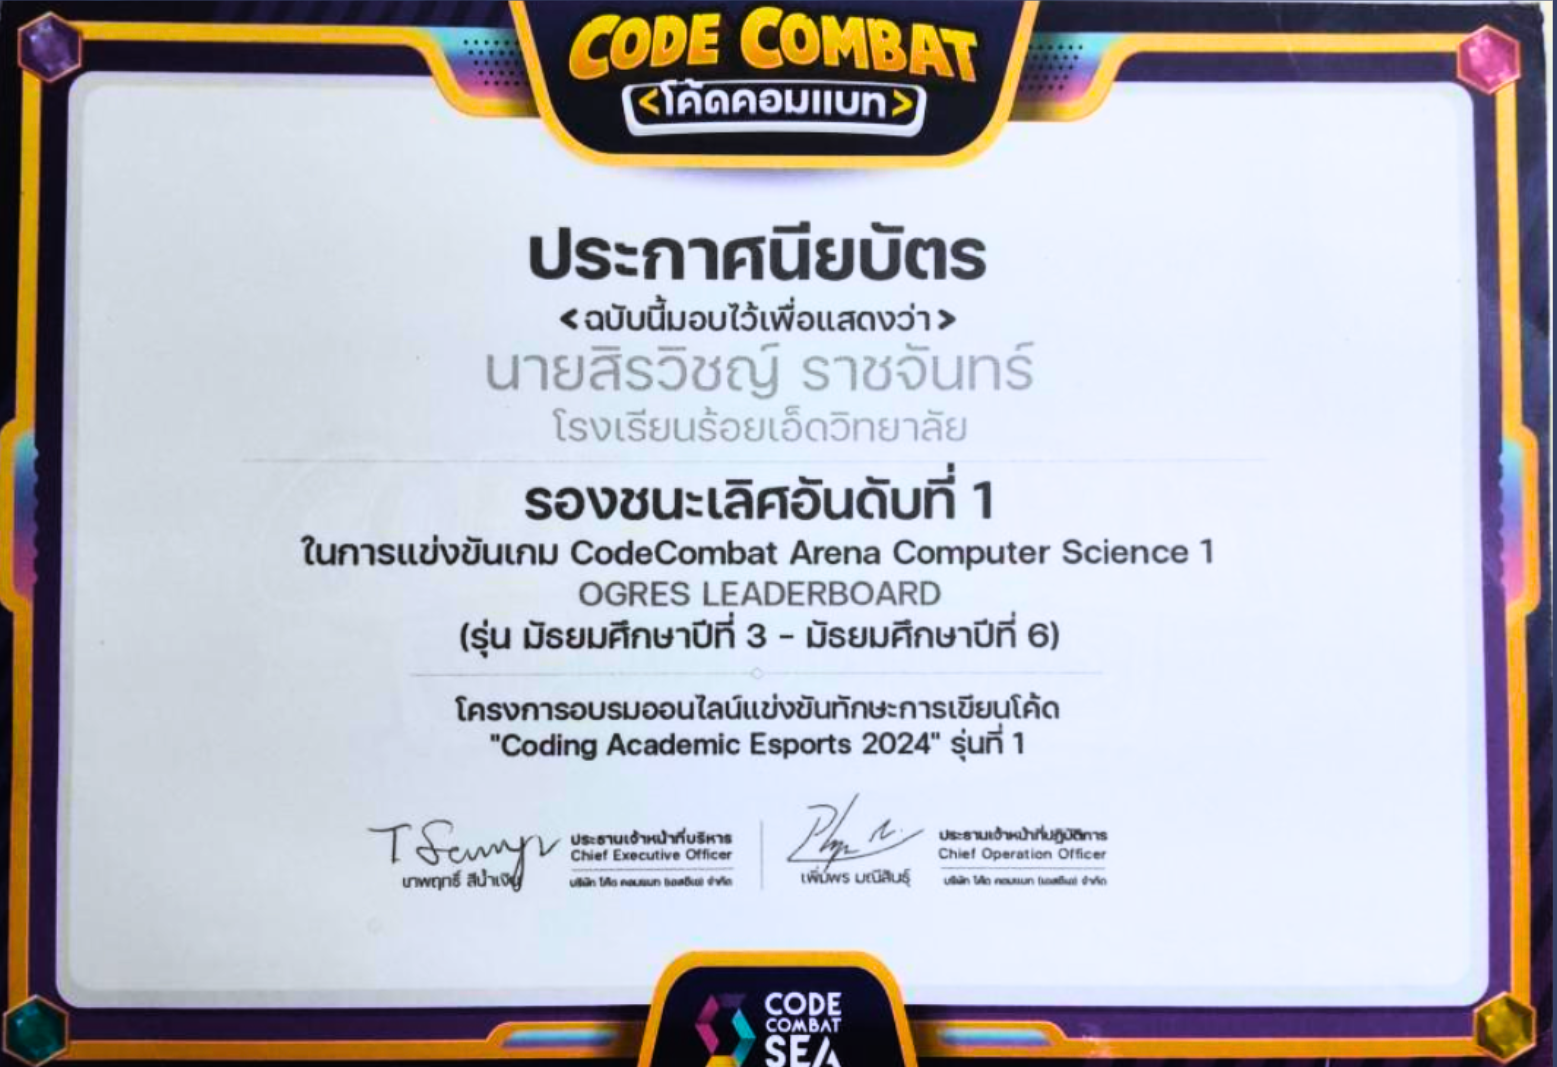 CODE COMBAT
<โค้ดคอมแบท>
ประกาศนียบัตร
<ฉบับนี้มอบไว้เพื่อแสดงว่า>
นายสิรวิชญ์ ราชจันทร์
โรงเรียนร้อยเอ็ดวิทยาลัย
รองชนะเลิศอันดับที่ 1
ในการแข่งขันเกม CodeCombat Arena Computer Science 1
OGRES LEADERBOARD
(รุ่น มัธยมศึกษาปีที่ 3 - มัธยมศึกษาปีที่ 6)
โครงการอบรมออนไลน์แข่งขันทักษะการเขียนโค้ด
"Coding Academic Esports 2024" รุ่นที่ 1
ประธานเจ้าหน้าที่บริหาร
Chief Executive Officer
นาพฤทธิ์ สีน้ำเงิน
บริษัท โค้ด คอมแบท (เอสอีเอ) จำกัด
ประธานเจ้าหน้าที่ปฏิบัติการ
Chief Operation Officer
เพิ่มพร มณีสินธุ์
บริษัท โค้ด คอมแบท (เอสอีเอ) จำกัด
CODE
COMBAT
SEA